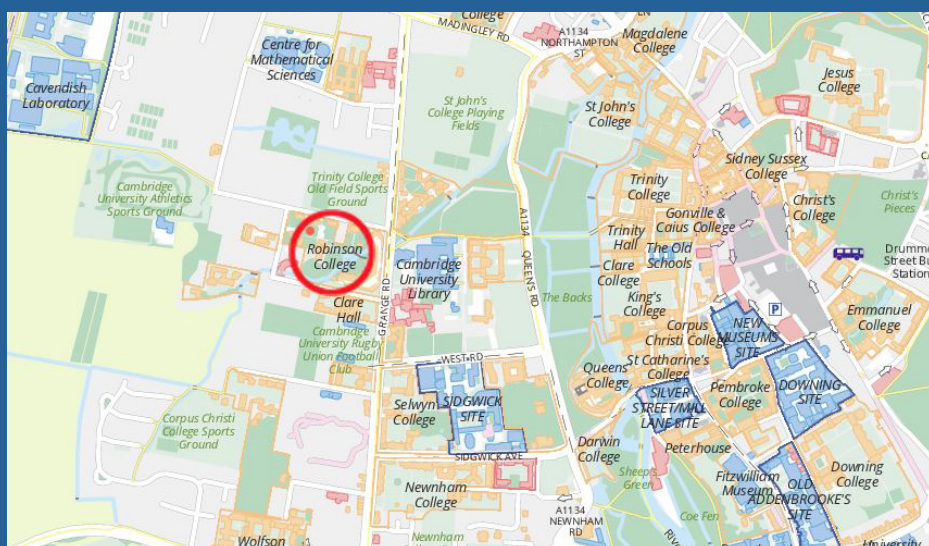 College
MADINGLEY RD
A1134
NORTHAMPTON
ST
Magdalene
College
Centre for
Mathematical
Sciences
Cavendish
Laboratory
Jesus
College
St John's
College Playing
Fields
St John's
College
Sidney Sussex
College
Trinity College
Old Field Sports
Ground
Cambridge
University Athletics
Sports Ground
Trinity
College
Christ's
Pieces
Christ's
College
Gonville &
Caius College
Robinson
College
Cambridge
University
Library
A1134
QUEEN'S RD
Trinity
Hall
The Old
Schools
Clare
College
Drumme
Street Bu
Station
GRANGE RD
The Backs
King's
College
Clare
Hall
P
Emmanuel
College
Cambridge
University Rugby
Union Football
Club
Corpus
Christi College
NEW
MUSEUMS
SITE
WEST RD
St Catharine's
College
Queens'
College
Pembroke
College
DOWNING
SITE
SILVER
STREET/MILL
LANE SITE
Selwyn
College
SIDGWICK
SITE
Corpus Christi
College Sports
Ground
Darwin
College
Peterhouse
SIDGWICK AVE
Sheep's
Green
Fitzwilliam
Museum
Downing
College
OLD
ADDENBROOKE'S
SITE
Newnham
College
Coe Fen
A1134
NEWNHAM
RD
Newnham
Wolfson
University